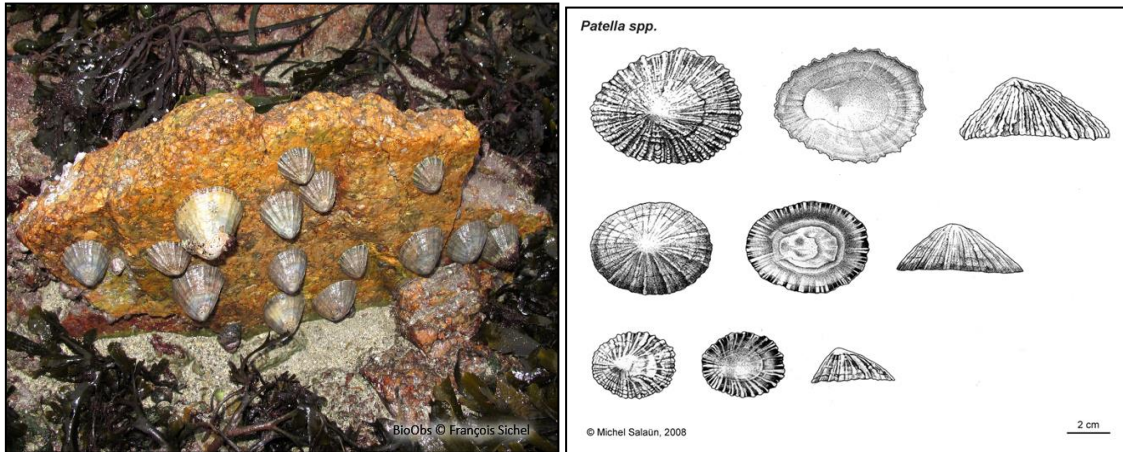 BioObs © François Sichel
Patella spp.
© Michel Salaün, 2008
2 cm